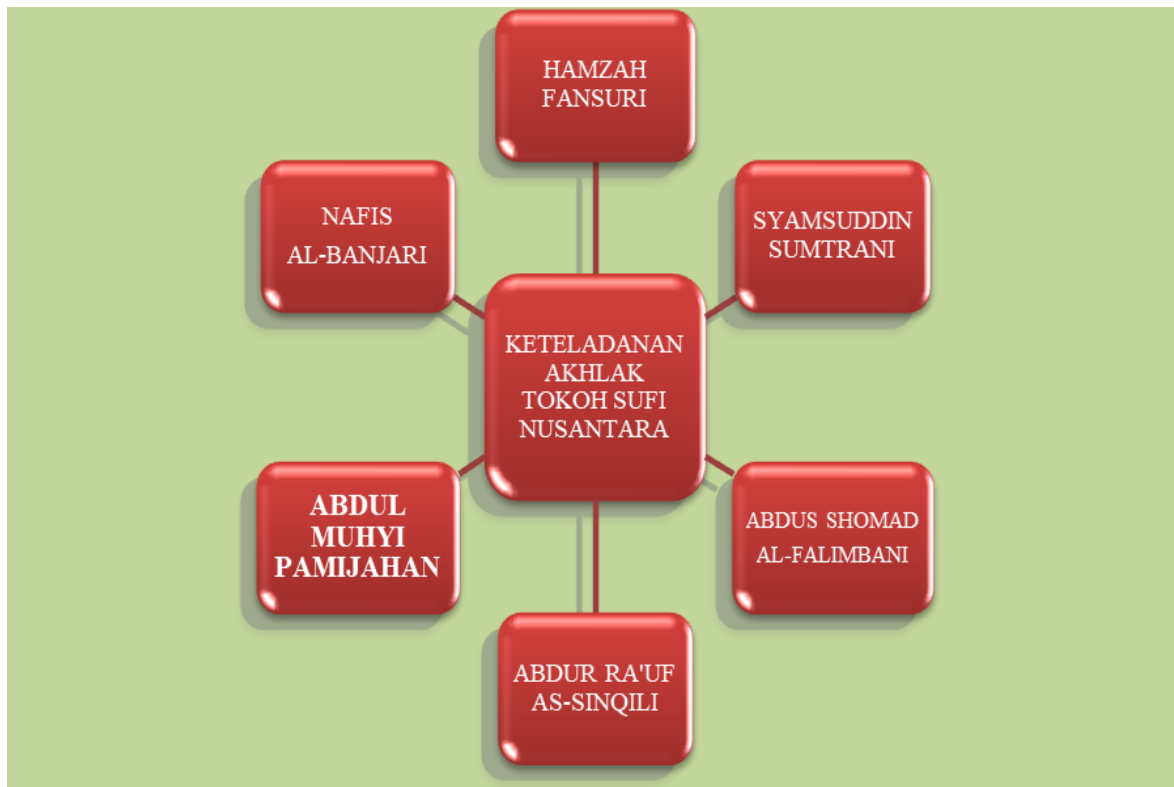 HAMZAH
FANSURI
NAFIS
AL-BANJARI
SYAMSUDDIN
SUMTRANI
KETELADANAN
AKHLAK
TOKOH SUFI
NUSANTARA
ABDUL
MUHYI
PAMIJAHAN
ABDUS SHOMAD
AL-FALIMBANI
ABDUR RA'UF
AS-SINQILI